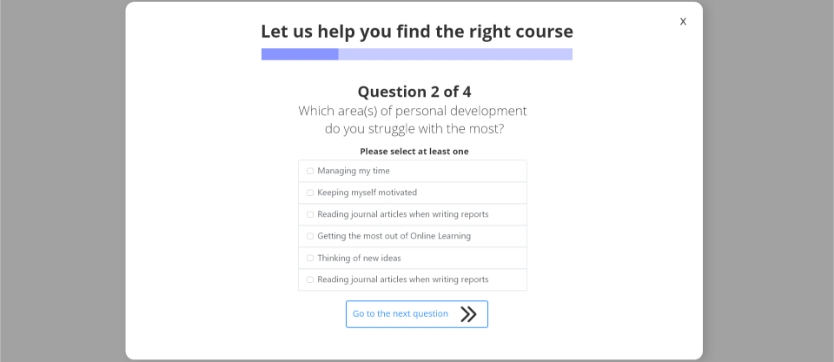 X
Let us help you find the right course
Question 2 of 4
Which area(s) of personal development
do you struggle with the most?
Please select at least one
Managing my time
Keeping myself motivated
Reading journal articles when writing reports
Getting the most out of Online Learning
Thinking of new ideas
Reading journal articles when writing reports
Go to the next question